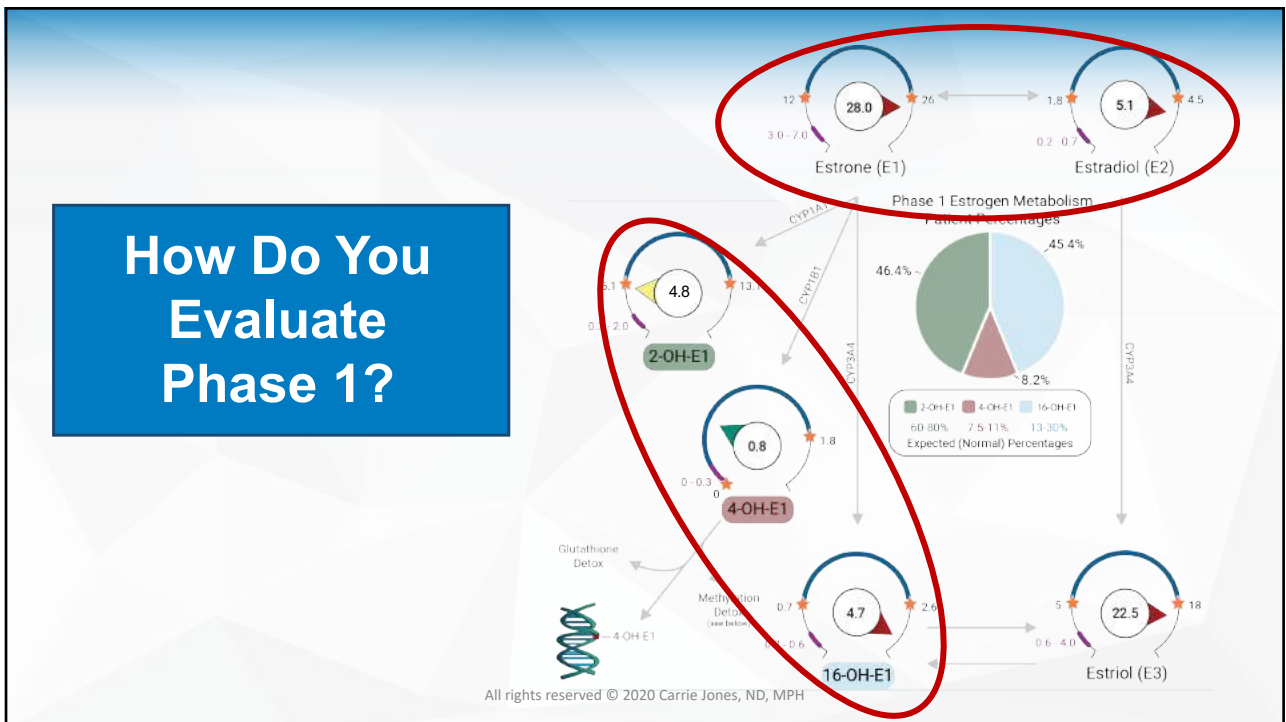 How Do You
Evaluate
Phase 1?
12
28.0
26
3.0 - 7.0
Estrone (E1)
1.8
5.1
4.5
0.2 - 0.7
Estradiol (E2)
Phase 1 Estrogen Metabolism
Patient Percentages
46.4%
45.4%
8.2%
2-OH-E1 4-OH-E1 16-OH-E1
60-80% 7.5-11% 13-30%
Expected (Normal) Percentages
CYP1B1
CYP3A4
CYP3A4
4.8
2-OH-E1
0.8
1.8
0 - 0.3
0
4-OH-E1
Glutathione
Detox
Methylation
Detox
(see below)
4-OH-E1
0.7
4.7
2.6
16-OH-E1
5
22.5
18
0.6 - 4.0
Estriol (E3)
All rights reserved © 2020 Carrie Jones, ND, MPH